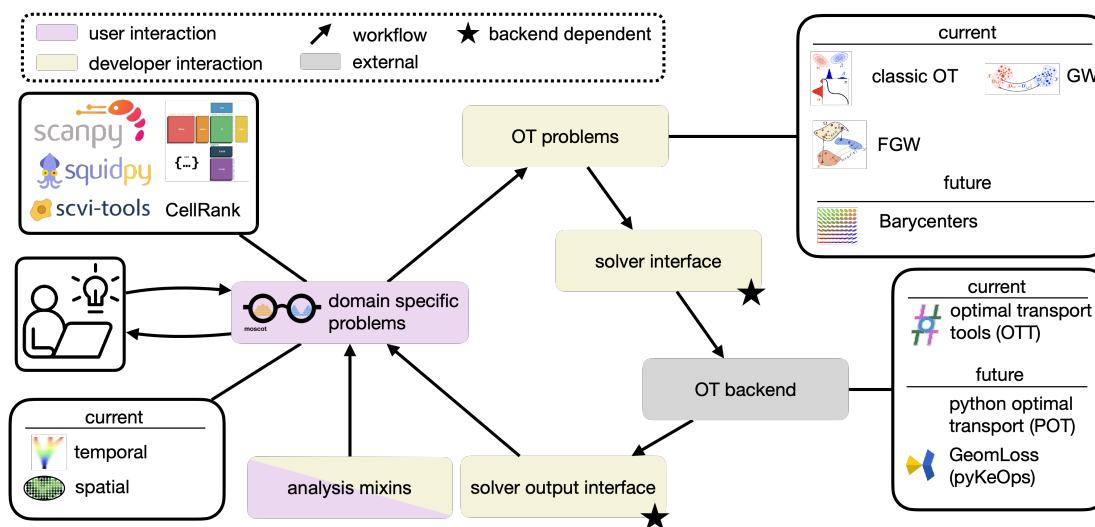 user interaction
workflow
backend dependent
developer interaction
external
scanpy
squidpy
scvi-tools
{...}
CellRank
OT problems
current
classic OT
GW
FGW
future
Barycenters
solver interface
moscot
domain specific
problems
OT backend
current
optimal transport
tools (OTT)
future
python optimal
transport (POT)
GeomLoss
(pyKeOps)
current
temporal
spatial
analysis mixins
solver output interface